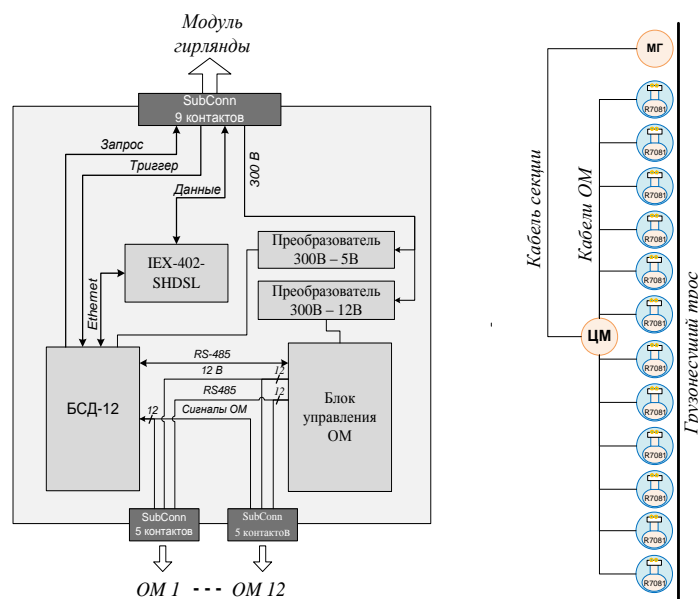 Модуль
гирлянды
SubConn
9 контактов
Запрос
Триггер
Данные
300 В
IEX-402-
SHDSL
Преобразователь
300В – 5В
Преобразователь
300В – 12В
Ethernet
RS-485
12 В
12
RS485
12
Сигналы ОМ
12
БСД-12
Блок
управления
ОМ
SubConn
5 контактов
SubConn
5 контактов
ОМ 1 - - - ОМ 12
МГ
Кабель секции
Кабели ОМ
ЦМ
Грузонесущий трос
R7081
R7081
R7081
R7081
R7081
R7081
R7081
R7081
R7081
R7081
R7081
R7081